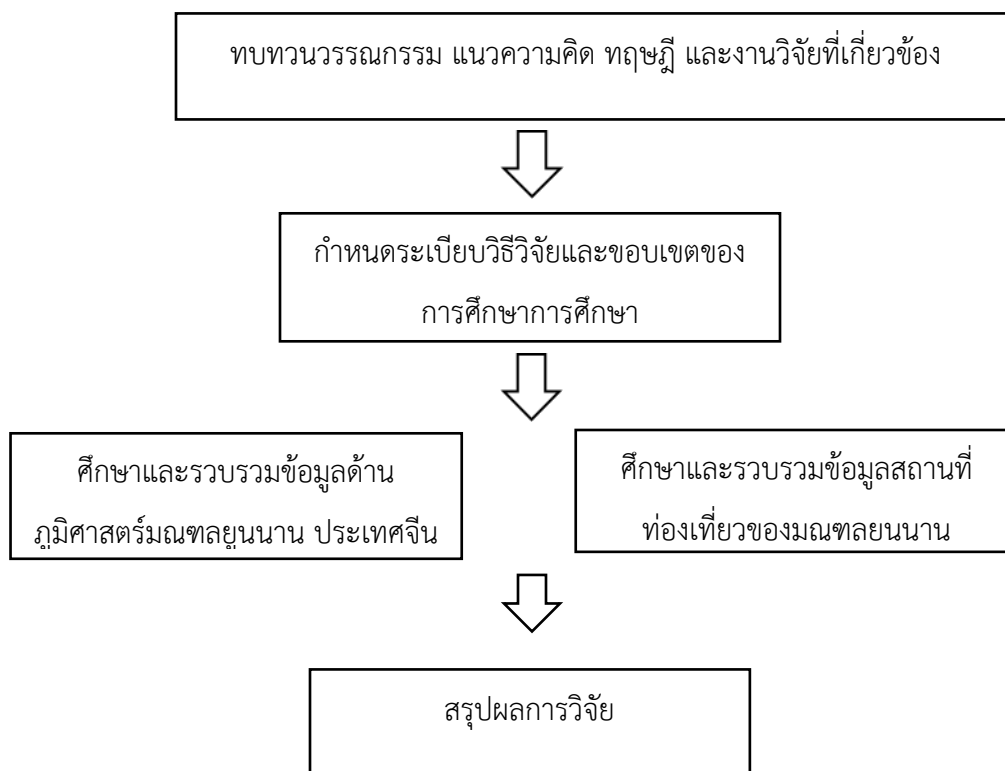 ทบทวนวรรณกรรม แนวความคิด ทฤษฎี และงานวิจัยที่เกี่ยวข้อง
กำหนดระเบียบวิธีวิจัยและขอบเขตของ
การศึกษาการศึกษา
ศึกษาและรวบรวมข้อมูลด้าน
ภูมิศาสตร์มณฑลยูนนาน ประเทศจีน
ศึกษาและรวบรวมข้อมูลสถานที่
ท่องเที่ยวของมณฑลยนนาน
สรุปผลการวิจัย